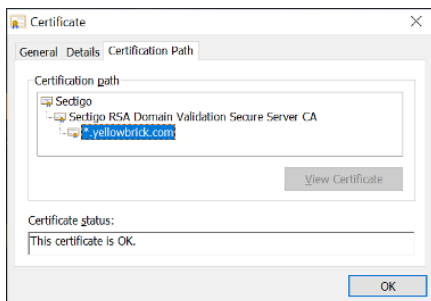 Certificate
General Details Certification Path
Certification path
Sectigo
Sectigo RSA Domain Validation Secure Server CA
*.yellowbrick.com
View Certificate
Certificate status:
This certificate is OK.
OK